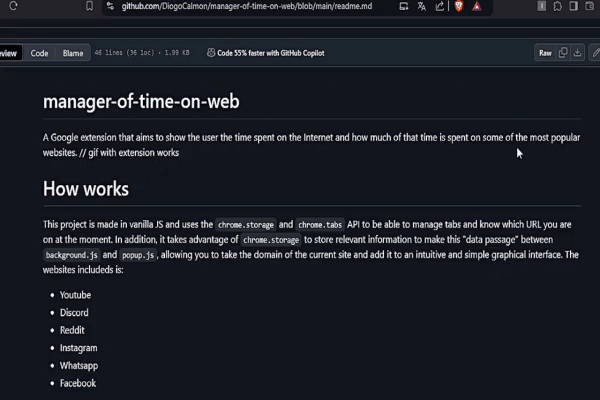 github.com/DiogoCalmon/manager-of-time-on-web/blob/main/readme.md
eview Code Blame 46 lines (36 loc) · 1.99 KB Code 55% faster with GitHub Copilot Raw
manager-of-time-on-web
A Google extension that aims to show the user the time spent on the Internet and how much of that time is spent on some of the most popular
websites. // gif with extension works
How works
This project is made in vanilla JS and uses the chrome.storage and chrome.tabs API to be able to manage tabs and know which URL you are
on at the moment. In addition, it takes advantage of chrome.storage to store relevant information to make this "data passage" between
background.js and popup.js, allowing you to take the domain of the current site and add it to an intuitive and simple graphical interface. The
websites includeds is:
• Youtube
• Discord
• Reddit
• Instagram
• Whatsapp
• Facebook